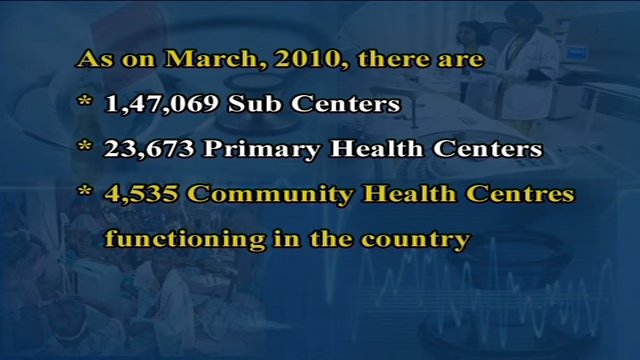 As on March, 2010, there are
* 1,47,069 Sub Centers
* 23,673 Primary Health Centers
* 4,535 Community Health Centres
functioning in the country